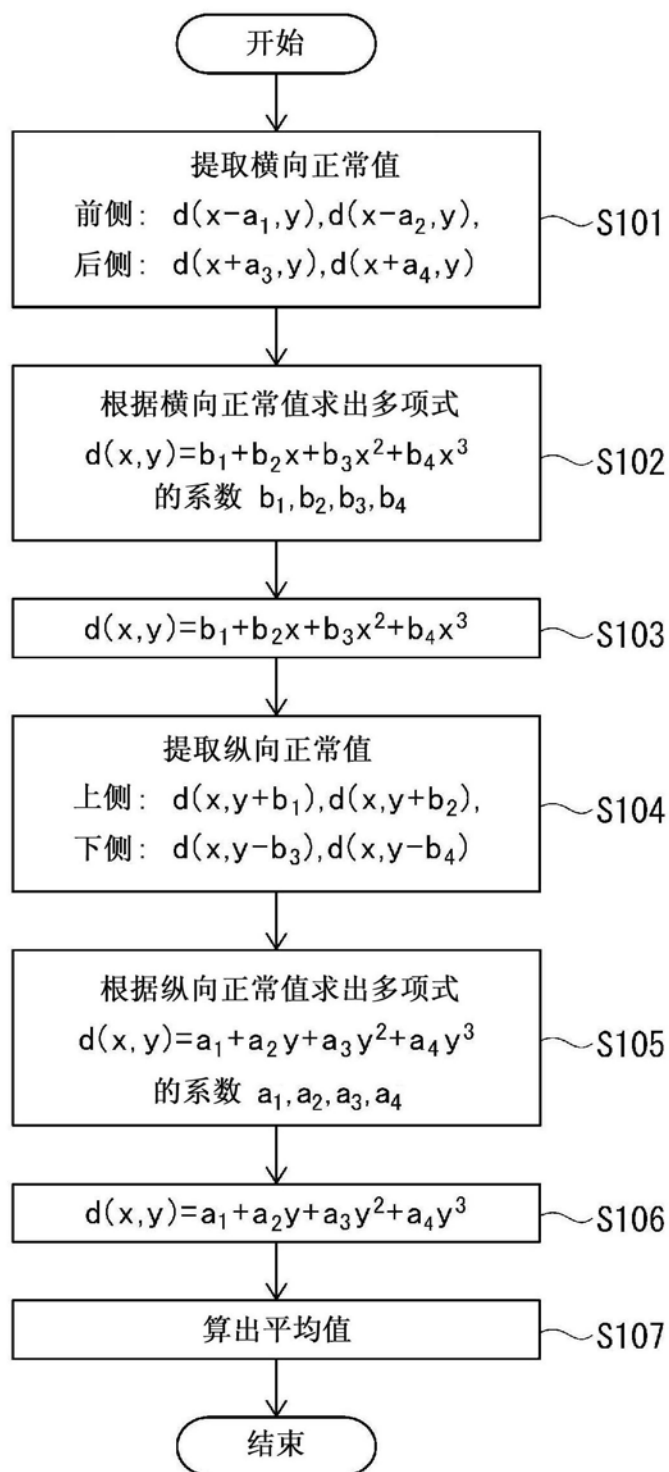 开始
提取横向正常值
前侧: d(x-a₁,y),d(x-a₂,y),
后侧: d(x+a₃,y),d(x+a₄,y)
S101
根据横向正常值求出多项式
d(x,y)=b₁+b₂x+b₃x²+b₄x³
的系数 b₁,b₂,b₃,b₄
S102
d(x,y)=b₁+b₂x+b₃x²+b₄x³
S103
提取纵向正常值
上侧: d(x,y+b₁),d(x,y+b₂),
下侧: d(x,y-b₃),d(x,y-b₄)
S104
根据纵向正常值求出多项式
d(x,y)=a₁+a₂y+a₃y²+a₄y³
的系数 a₁,a₂,a₃,a₄
S105
d(x,y)=a₁+a₂y+a₃y²+a₄y³
S106
算出平均值
S107
结束